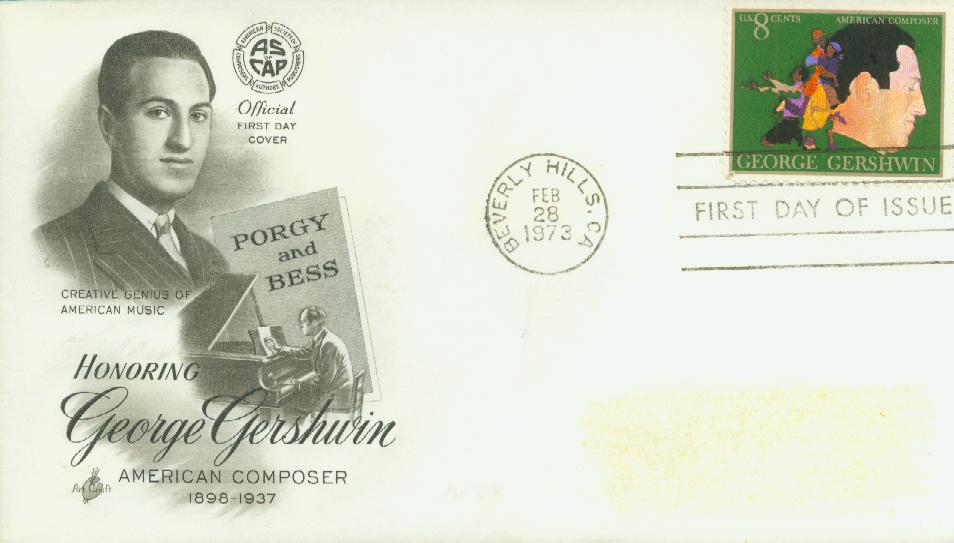 AMERICAN SOCIETY OF
COMPOSERS
AUTHORS
PUBLISHERS
AS
OF
CAP
Official
FIRST DAY
COVER
PORGY
and
BESS
CREATIVE GENIUS OF
AMERICAN MUSIC
HONORING
George Gershwin
AMERICAN COMPOSER
1898-1937
Art Craft
BEVERLY HILLS, CA
FEB
28
1973
U.S. 8 CENTS
AMERICAN COMPOSER
GEORGE GERSHWIN
FIRST DAY OF ISSUE